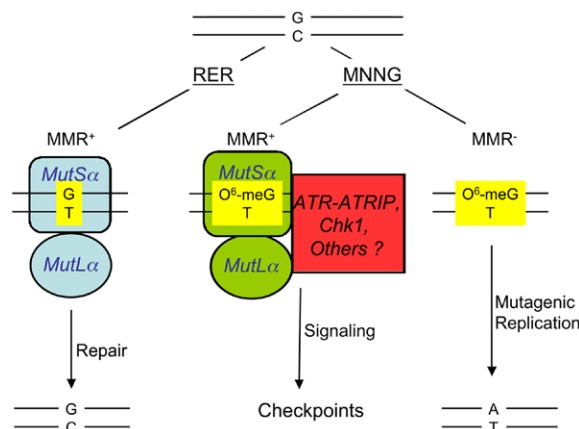 G
C
RER
MNNG
MMR⁺
MMR⁺
MMR⁻
MutSα
G
T
MutLα
MutSα
O⁶-meG
T
MutLα
ATR-ATRIP,
Chk1,
Others ?
O⁶-meG
T
Repair
Signaling
Mutagenic
Replication
G
C
Checkpoints
A
T